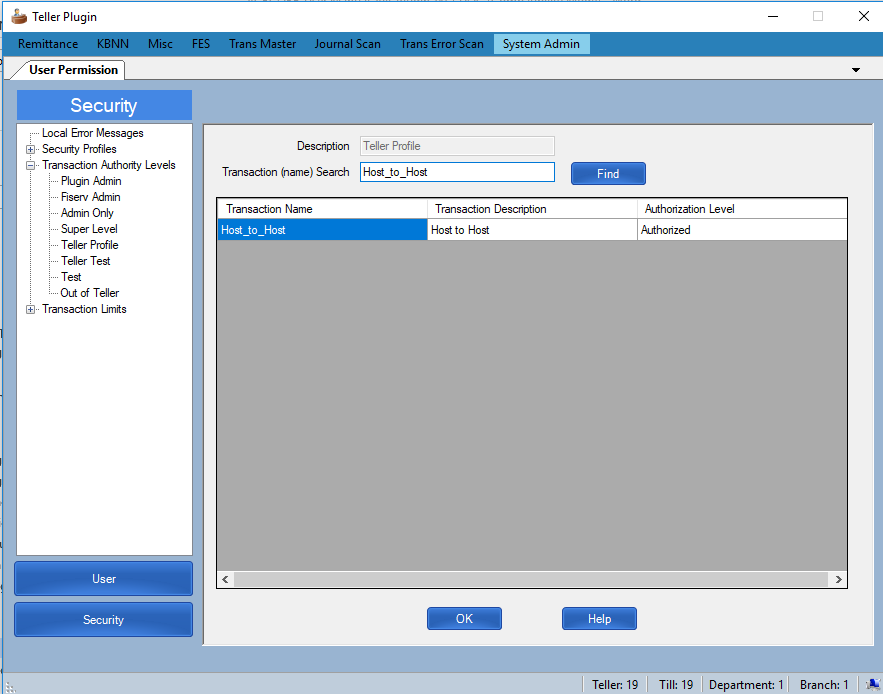 Teller Plugin
Remittance KBNN Misc FES Trans Master Journal Scan Trans Error Scan System Admin
User Permission
Security
Local Error Messages
Security Profiles
Transaction Authority Levels
Plugin Admin
Fiserv Admin
Admin Only
Super Level
Teller Profile
Teller Test
Test
Out of Teller
Transaction Limits
User
Security
Description Teller Profile
Transaction (name) Search Host_to_Host Find
Transaction Name Transaction Description Authorization Level
Host_to_Host Host to Host Authorized
OK Help
Teller: 19 Till: 19 Department: 1 Branch: 1